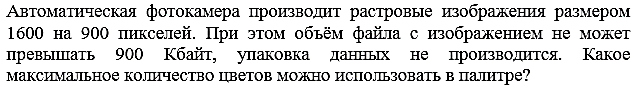 Автоматическая фотокамера производит растровые изображения размером
1600 на 900 пикселей. При этом объём файла с изображением не может
превышать 900 Кбайт, упаковка данных не производится. Какое
максимальное количество цветов можно использовать в палитре?